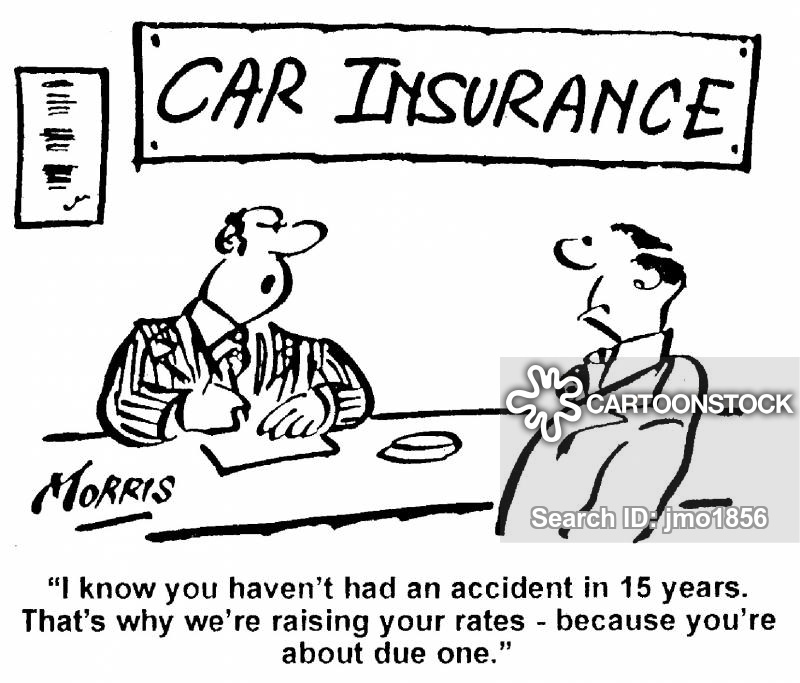 CAR INSURANCE
MORRIS
CARTOONSTOCK
Search ID: jmo1856
“I know you haven’t had an accident in 15 years.
That’s why we’re raising your rates - because you’re
about due one.”